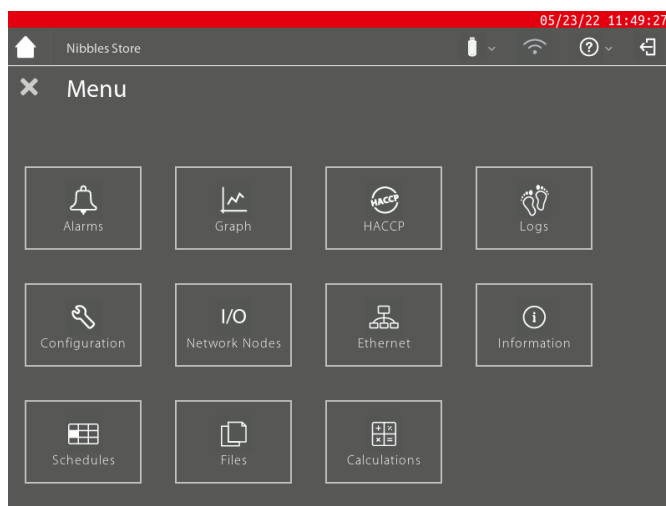 05/23/22 11:49:27
Nibbles Store
Menu
Alarms
Graph
HACCP
HACCP
Logs
Configuration
I/O
Network Nodes
Ethernet
Information
Schedules
Files
Calculations